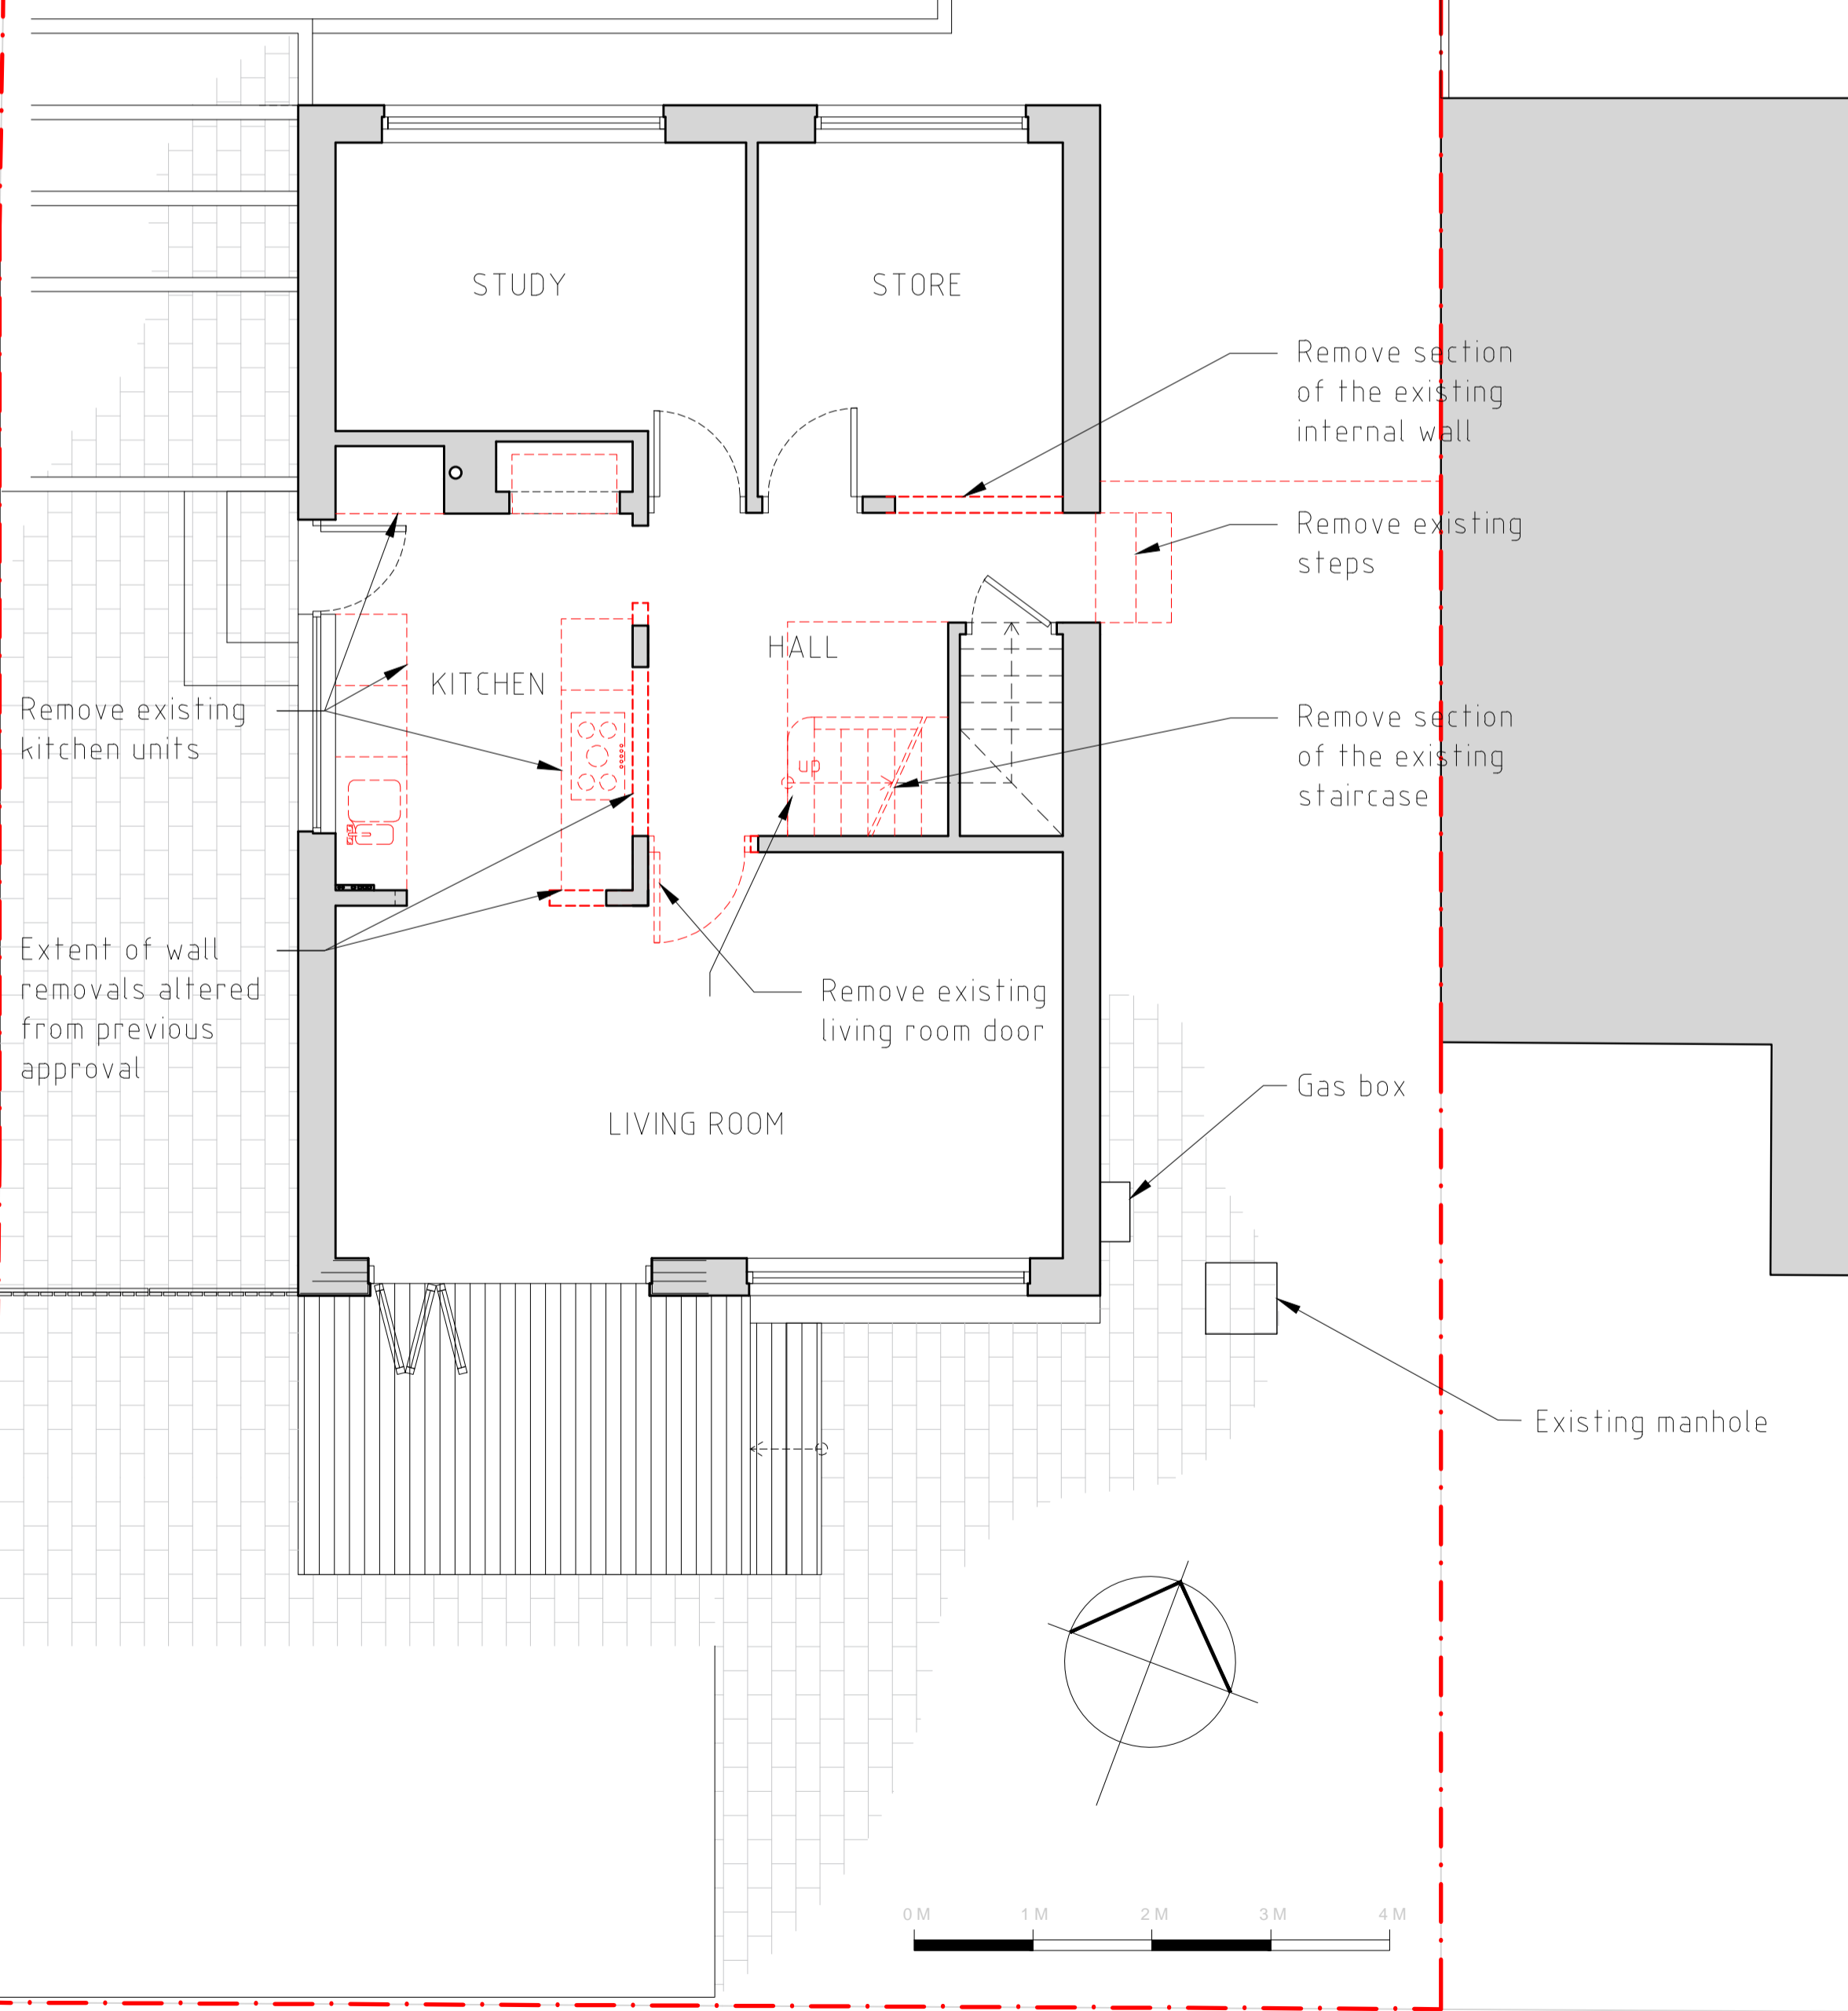 STUDY
STORE
Remove section
of the existing
internal wall
Remove existing
steps
HALL
KITCHEN
Remove existing
kitchen units
up
Remove section
of the existing
staircase
Extent of wall
removals altered
from previous
approval
Remove existing
living room door
Gas box
LIVING ROOM
Existing manhole
0 M 1 M 2 M 3 M 4 M